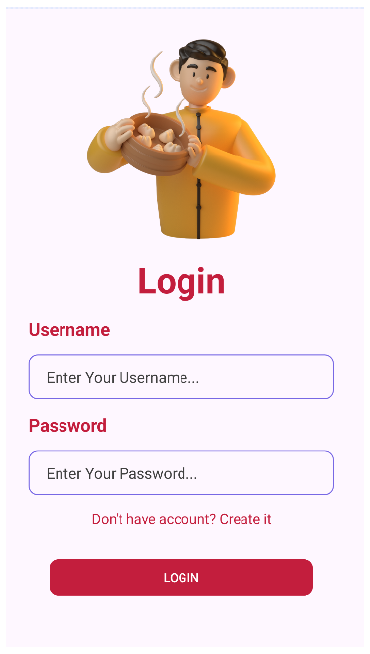 Login
Username
Enter Your Username...
Password
Enter Your Password...
Don't have account? Create it
LOGIN